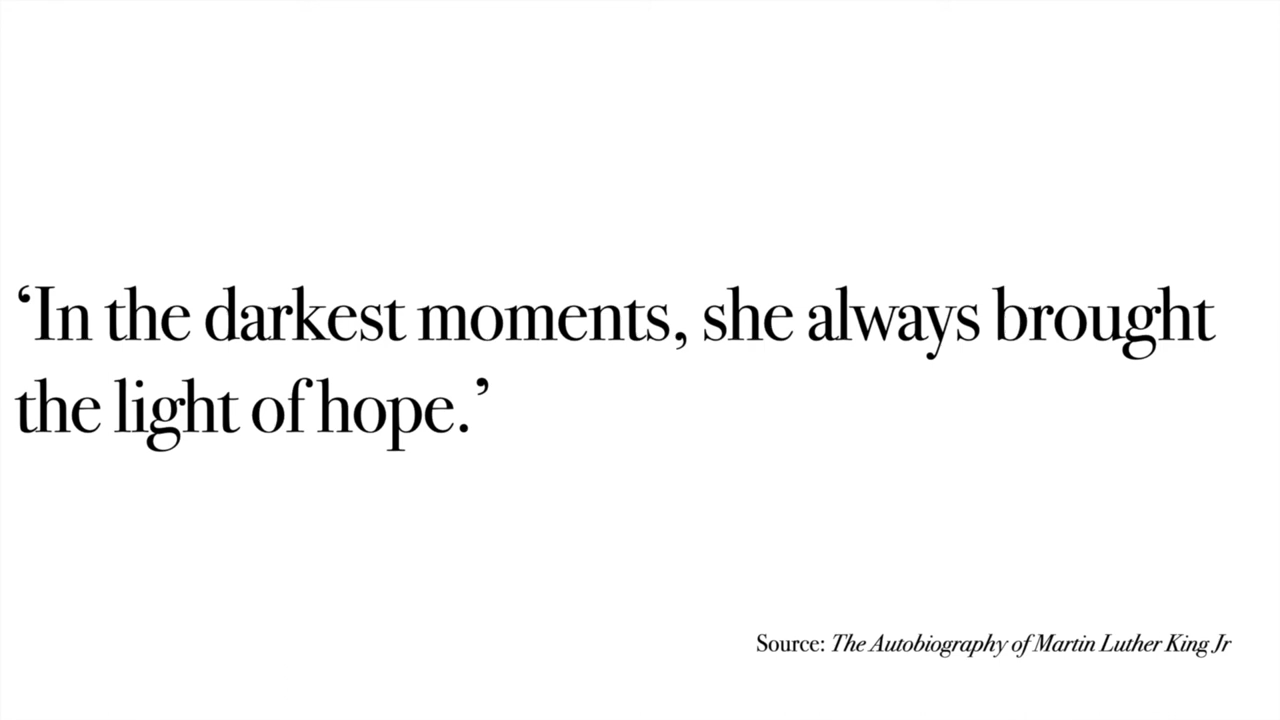 ‘In the darkest moments, she always brought
the light of hope.’
Source: The Autobiography of Martin Luther King Jr